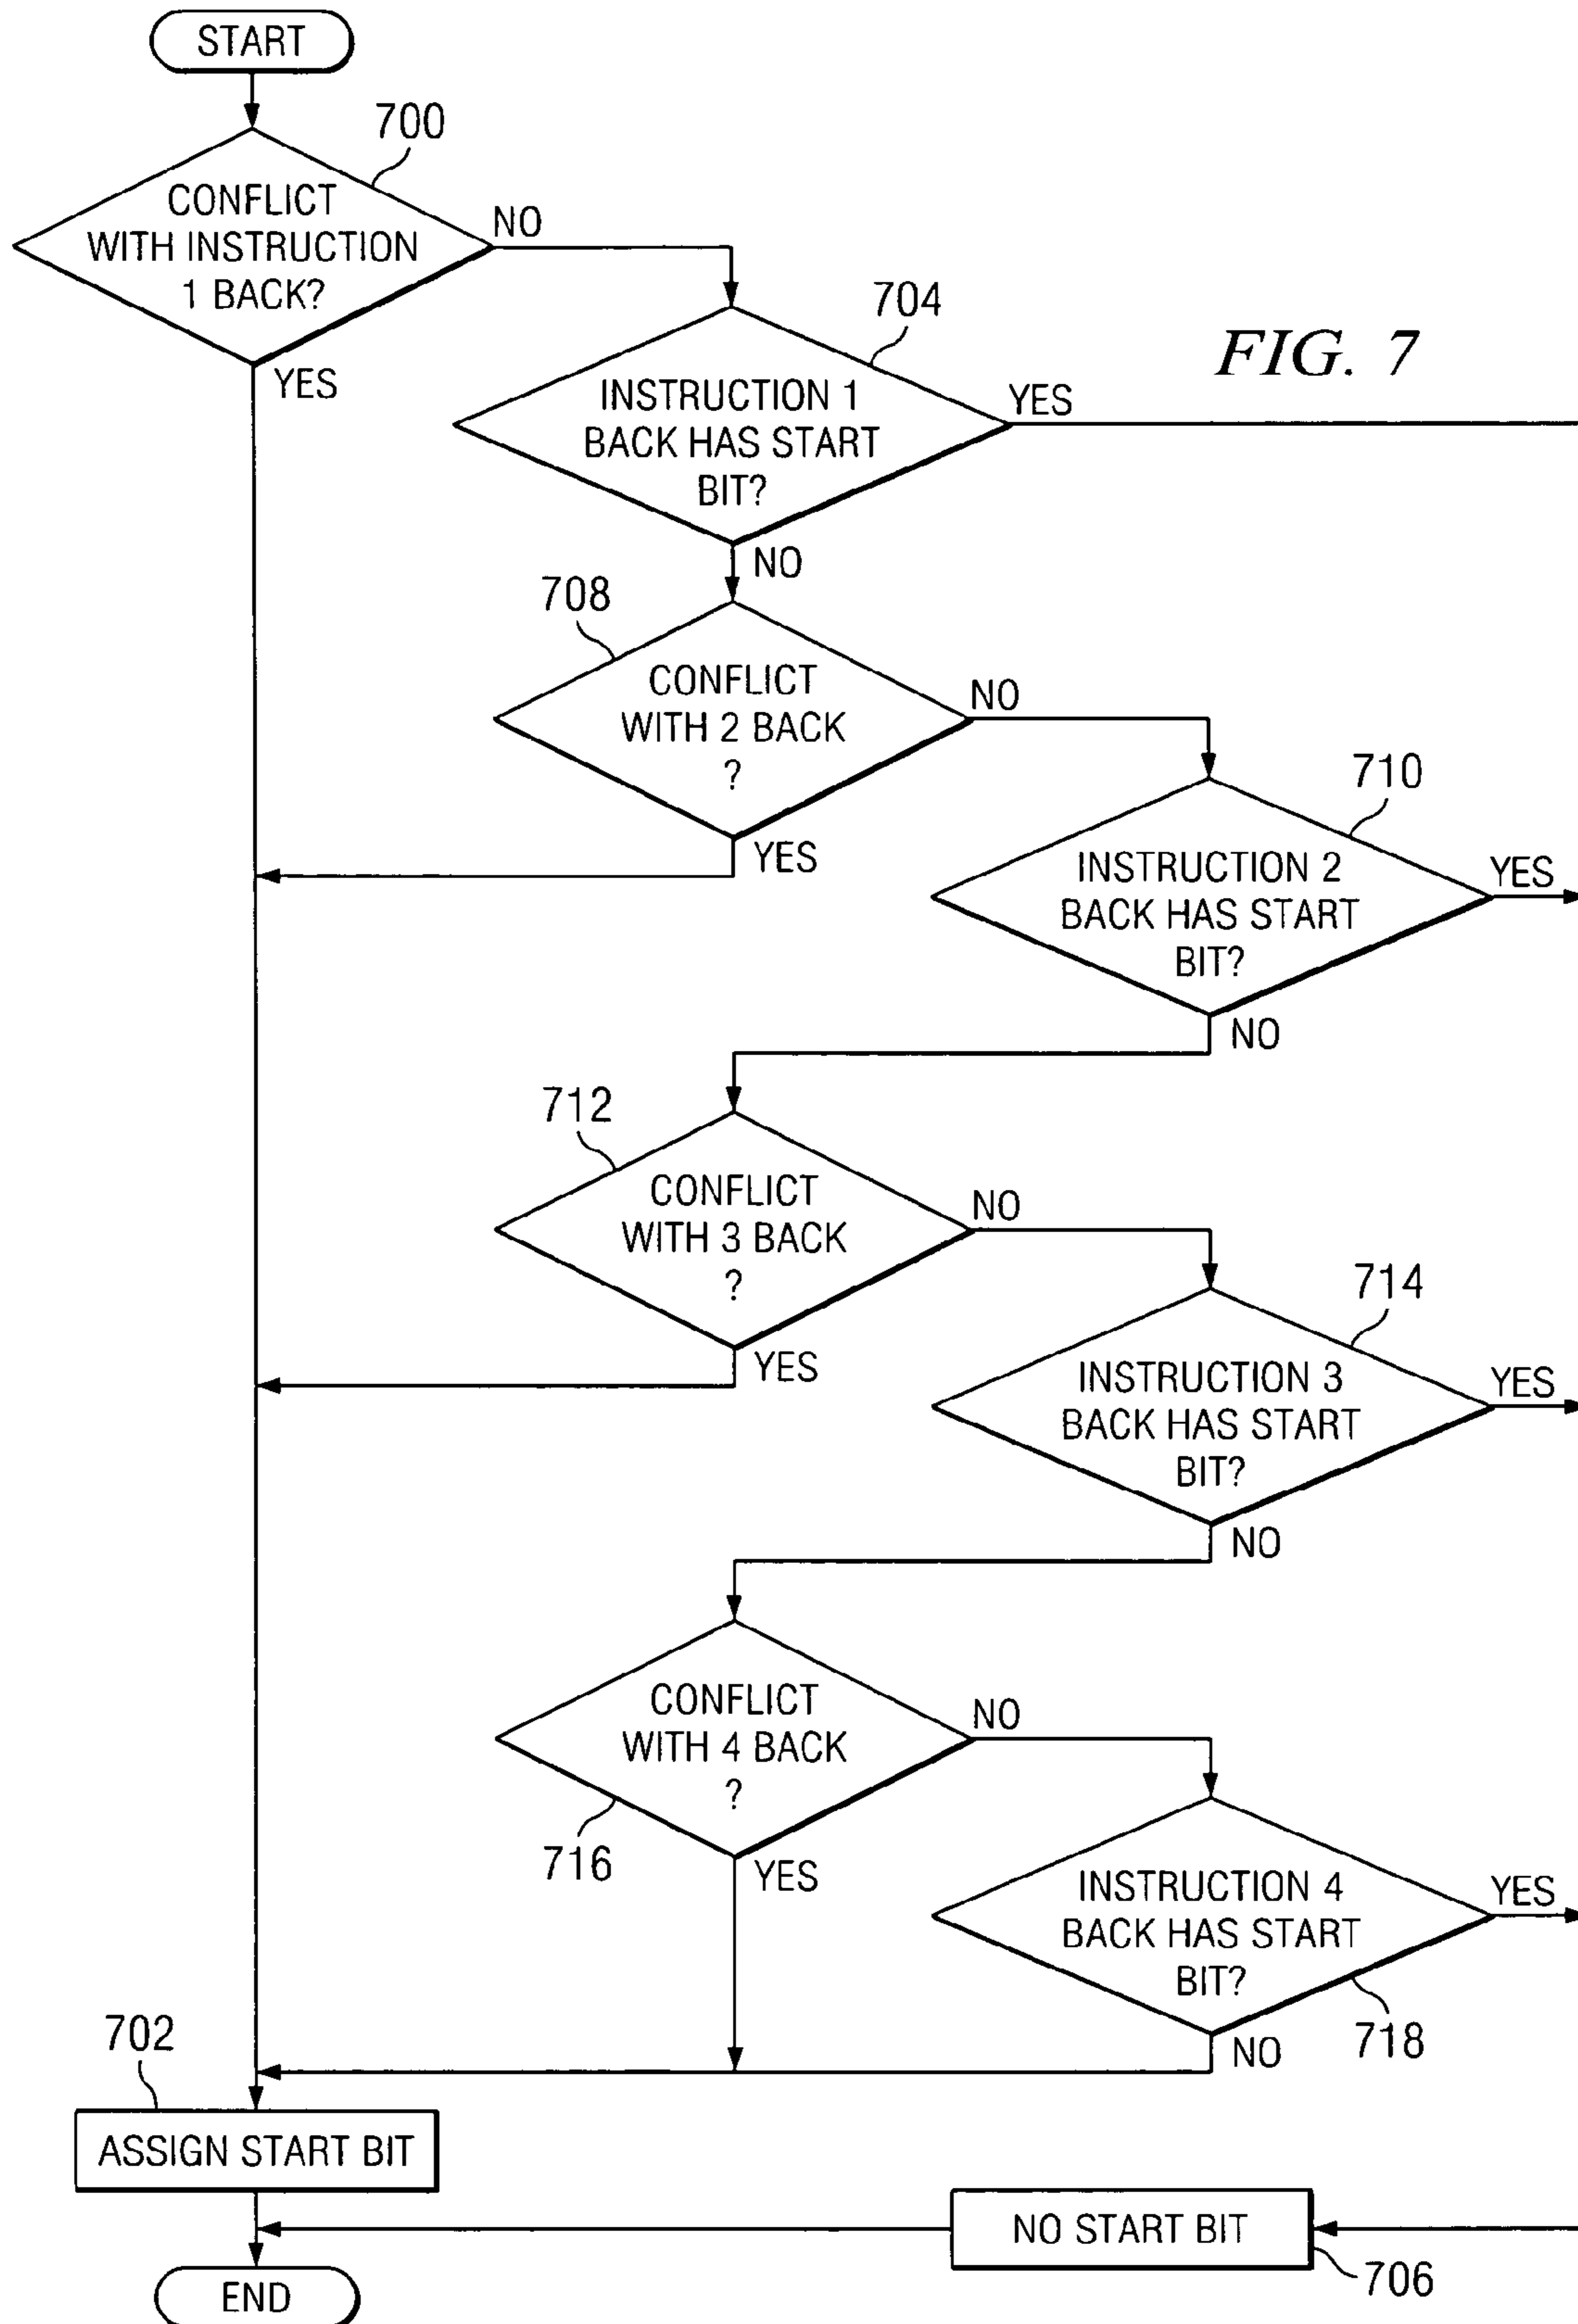 START
700
CONFLICT
WITH INSTRUCTION
1 BACK?
NO
YES
704
INSTRUCTION 1
BACK HAS START
BIT?
YES
NO
FIG. 7
708
CONFLICT
WITH 2 BACK
?
NO
YES
710
INSTRUCTION 2
BACK HAS START
BIT?
YES
NO
712
CONFLICT
WITH 3 BACK
?
NO
YES
714
INSTRUCTION 3
BACK HAS START
BIT?
YES
NO
CONFLICT
WITH 4 BACK
?
NO
716
YES
INSTRUCTION 4
BACK HAS START
BIT?
YES
718
NO
702
ASSIGN START BIT
NO START BIT
706
END